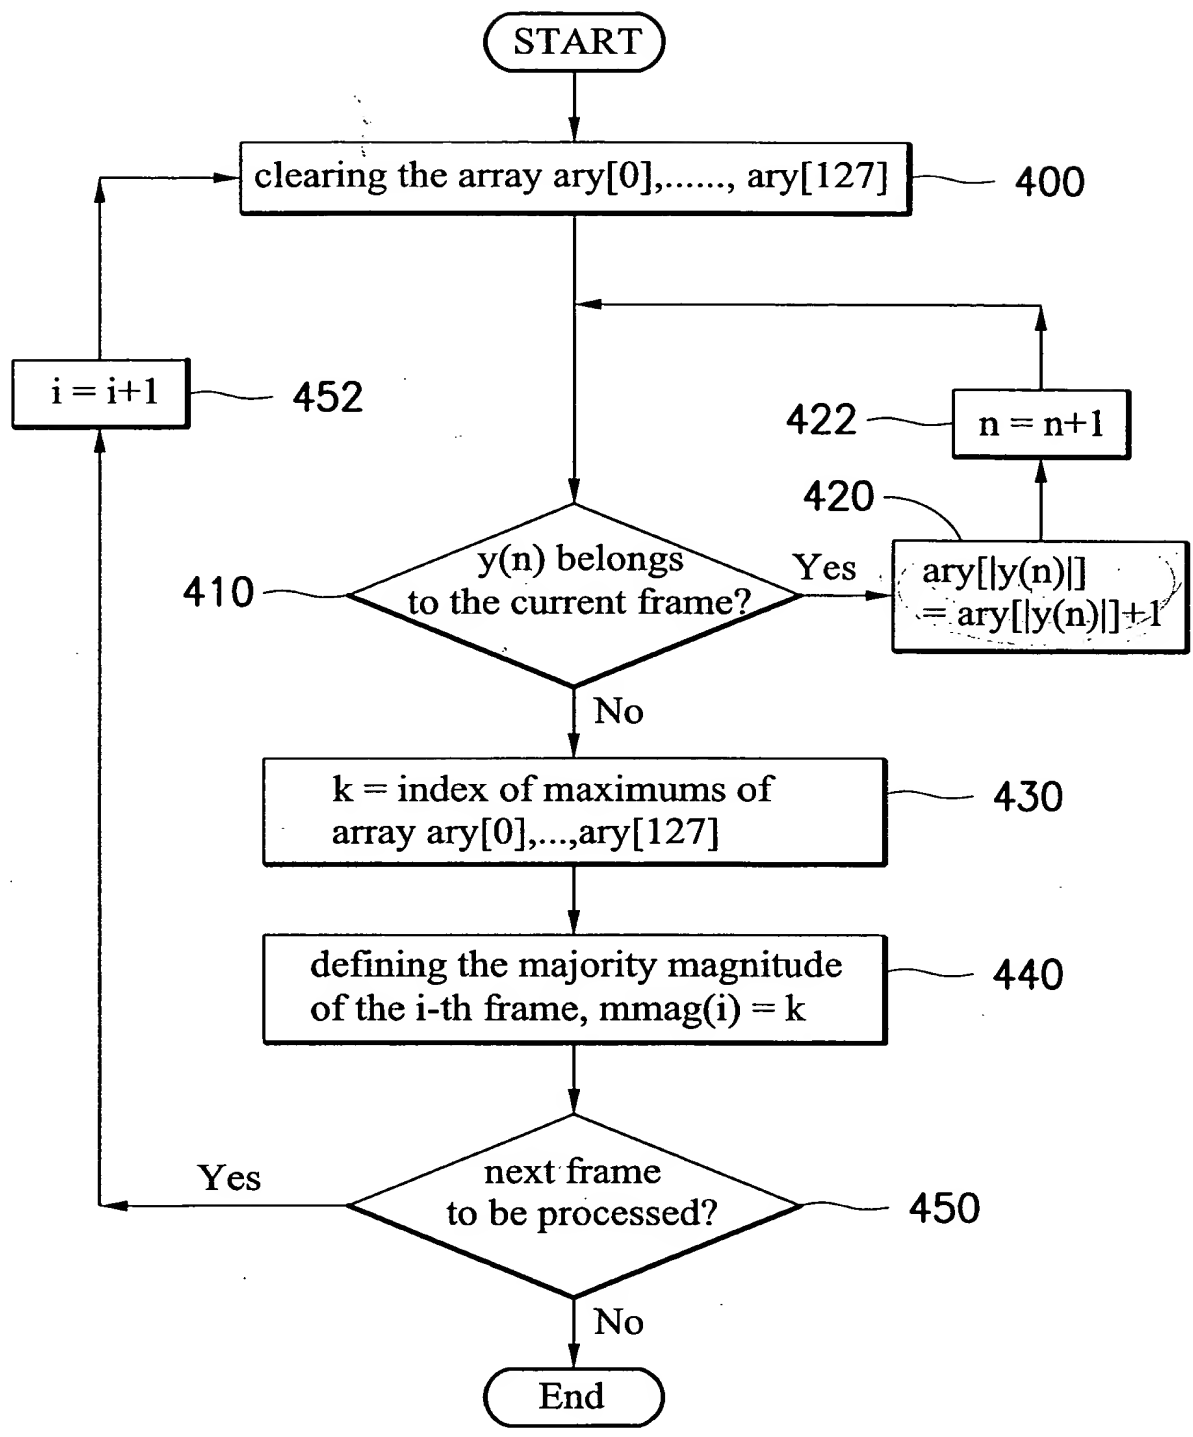 START
clearing the array ary[0],......, ary[127]
400
i = i+1
452
422
n = n+1
420
y(n) belongs
to the current frame?
410
Yes
ary[|y(n)|]
= ary[|y(n)|]+1
No
k = index of maximums of
array ary[0],...,ary[127]
430
defining the majority magnitude
of the i-th frame, mmag(i) = k
440
next frame
to be processed?
Yes
450
No
End